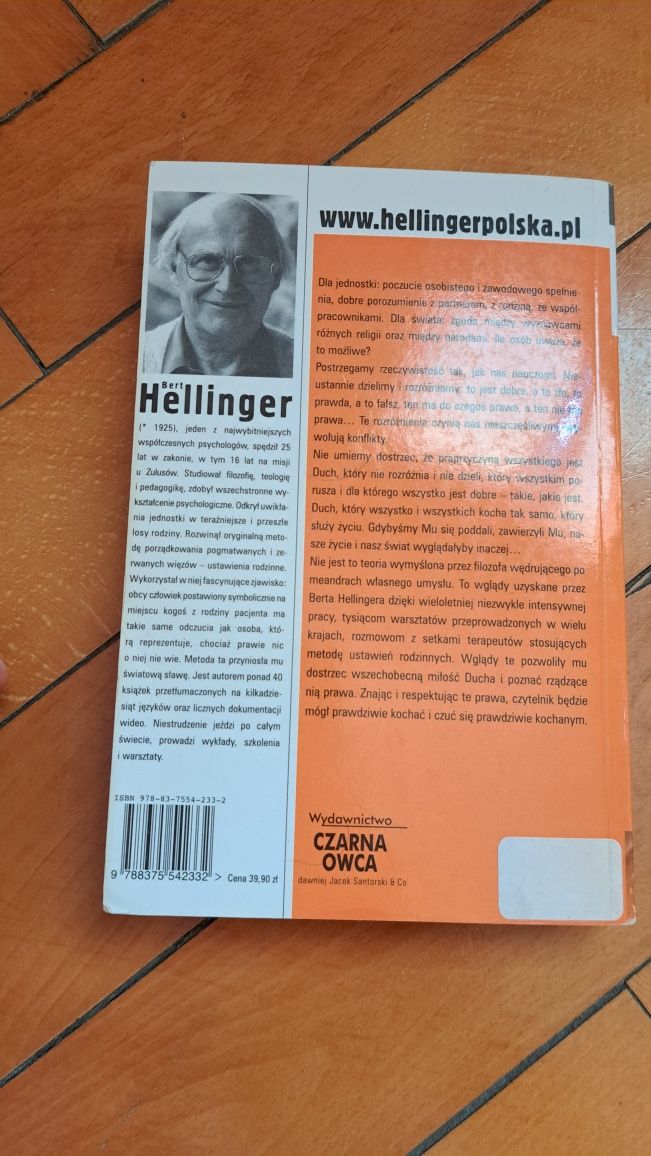 Bert
Hellinger
(* 1925), jeden z najwybitniejszych
współczesnych psychologów, spędził 25
lat w zakonie, w tym 16 lat na misji
u Zulusów. Studiował filozofię, teologię
i pedagogikę, zdobył wszechstronne wy-
kształcenie psychologiczne. Odkrył uwikła-
nia jednostki w teraźniejsze i przeszłe
losy rodziny. Rozwinął oryginalną meto-
dę porządkowania pogmatwanych i ze-
rwanych więzów – ustawienia rodzinne.
Wykorzystał w niej fascynujące zjawisko:
obcy człowiek postawiony symbolicznie na
miejscu kogoś z rodziny pacjenta ma
takie same odczucia jak osoba, któ-
rą reprezentuje, chociaż prawie nic
o niej nie wie. Metoda ta przyniosła mu
światową sławę. Jest autorem ponad 40
książek przetłumaczonych na kilkadzie-
siąt języków oraz licznych dokumentacji
wideo. Niestrudzenie jeździ po całym
świecie, prowadzi wykłady, szkolenia
i warsztaty.
ISBN 978-83-7554-233-2
9 788375 542332 >
Cena 39,90 zł
www.hellingerpolska.pl
Dla jednostki: poczucie osobistego i zawodowego spełnie-
nia, dobre porozumienie z partnerem, z rodziną, ze współ-
pracownikami. Dla świata: zgoda między wyznawcami
różnych religii oraz między narodami. Ile osób uważa, że
to możliwe?
Postrzegamy rzeczywistość tak, jak nas nauczono. Nie-
ustannie dzielimy i rozróżniamy: to jest dobre, a to złe, to
prawda, a to fałsz, ten ma do czegoś prawo, a ten nie ma
prawa... Te rozróżnienia czynią nas nieszczęśliwymi, wy-
wołują konflikty.
Nie umiemy dostrzec, że praprzyczyną wszystkiego jest
Duch, który nie rozróżnia i nie dzieli, który wszystkim po-
rusza i dla którego wszystko jest dobre – takie, jakie jest.
Duch, który wszystko i wszystkich kocha tak samo, który
służy życiu. Gdybyśmy Mu się poddali, zawierzyli Mu, na-
sze życie i nasz świat wyglądałyby inaczej...
Nie jest to teoria wymyślona przez filozofa wędrującego po
meandrach własnego umysłu. To wglądy uzyskane przez
Berta Hellingera dzięki wieloletniej niezwykle intensywnej
pracy, tysiącom warsztatów przeprowadzonych w wielu
krajach, rozmowom z setkami terapeutów stosujących
metodę ustawień rodzinnych. Wglądy te pozwoliły mu
dostrzec wszechobecną miłość Ducha i poznać rządzące
nią prawa. Znając i respektując te prawa, czytelnik będzie
mógł prawdziwie kochać i czuć się prawdziwie kochanym.
Wydawnictwo
CZARNA
OWCA
dawniej Jacek Santorski & Co